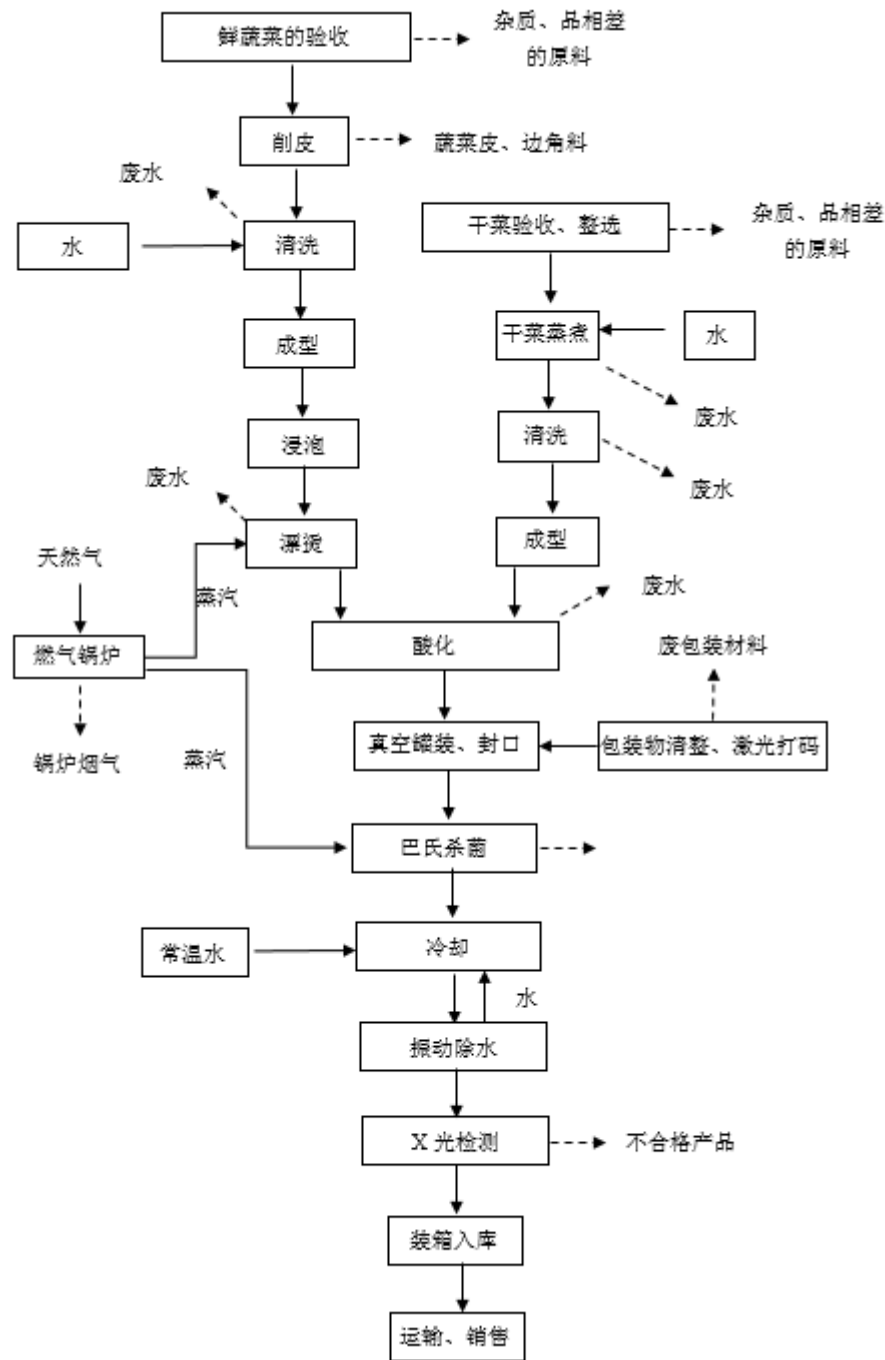 鲜蔬菜的验收
杂质、品相差
的原料
削皮
蔬菜皮、边角料
废水
水
清洗
干菜验收、整选
杂质、品相差
的原料
成型
干菜蒸煮
水
浸泡
清洗
废水
废水
废水
漂烫
成型
天然气
蒸汽
废水
燃气锅炉
酸化
废包装材料
锅炉烟气
蒸汽
真空罐装、封口
包装物清整、激光打码
巴氏杀菌
常温水
冷却
水
振动除水
X 光检测
不合格产品
装箱入库
运输、销售